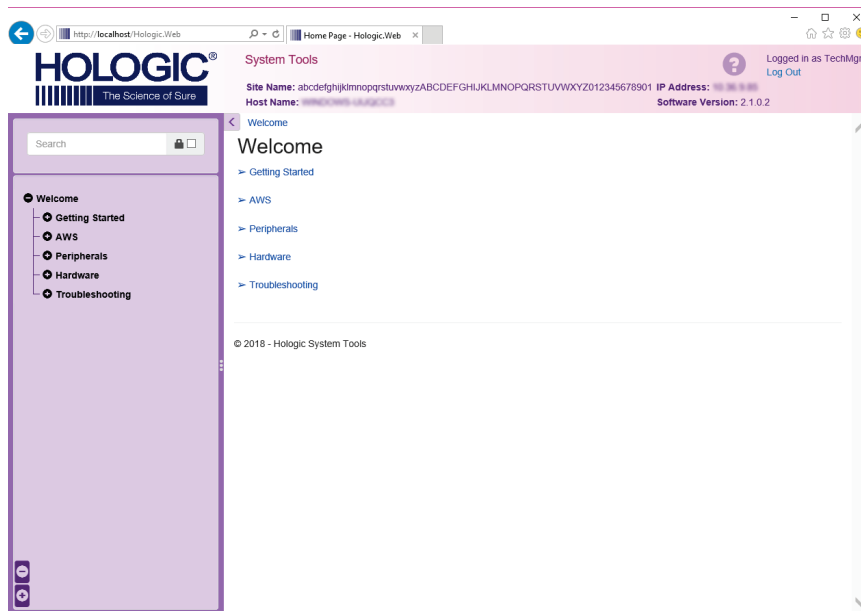 http://localhost/Hologic.Web
Home Page - Hologic.Web
HOLOGIC®
The Science of Sure
System Tools
Logged in as TechMgr
Log Out
Site Name: abcdefghijklmnopqrstuvwxyzABCDEFGHIJKLMNOPQRSTUVWXYZ012345678901 IP Address:
Host Name:
Software Version: 2.1.0.2
Search
Welcome
Getting Started
AWS
Peripherals
Hardware
Troubleshooting
Welcome
Welcome
➢ Getting Started
➢ AWS
➢ Peripherals
➢ Hardware
➢ Troubleshooting
© 2018 - Hologic System Tools